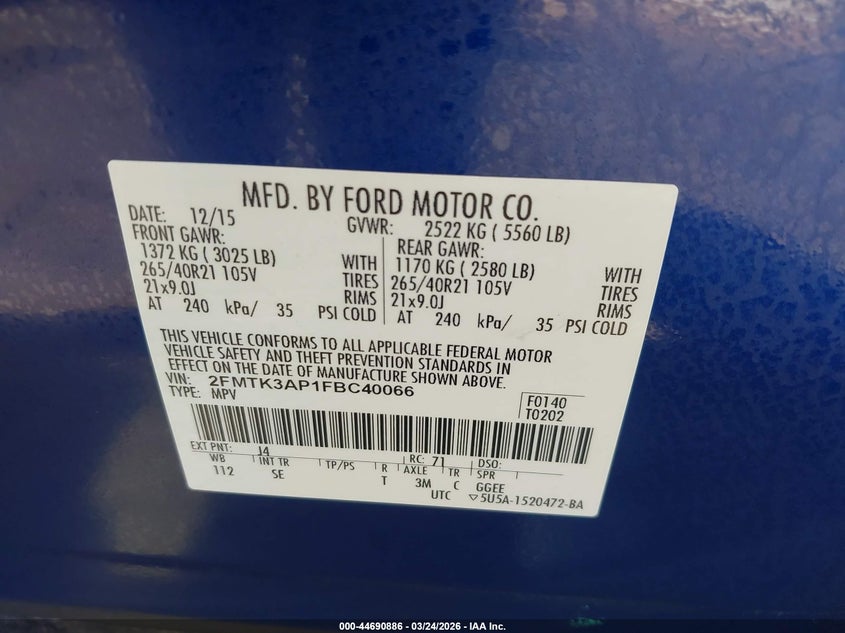 MFD. BY FORD MOTOR CO.
DATE: 12/15 GVWR: 2522 KG ( 5560 LB)
FRONT GAWR: REAR GAWR:
1372 KG ( 3025 LB) WITH 1170 KG ( 2580 LB) WITH
265/40R21 105V TIRES 265/40R21 105V TIRES
21x9.0J RIMS 21x9.0J RIMS
AT 240 kPa/ 35 PSI COLD AT 240 kPa/ 35 PSI COLD
THIS VEHICLE CONFORMS TO ALL APPLICABLE FEDERAL MOTOR
VEHICLE SAFETY AND THEFT PREVENTION STANDARDS IN
EFFECT ON THE DATE OF MANUFACTURE SHOWN ABOVE.
VIN: 2FMTK3AP1FBC40066
TYPE: MPV
F0140
T0202
EXT PNT: J4 RC: 71 DSO:
WB INT TR TP/PS R AXLE TR SPR
112 SE T 3M C GGEE
UTC ▽5U5A-1520472-BA
000-44690886 - 03/24/2026 - IAA Inc.